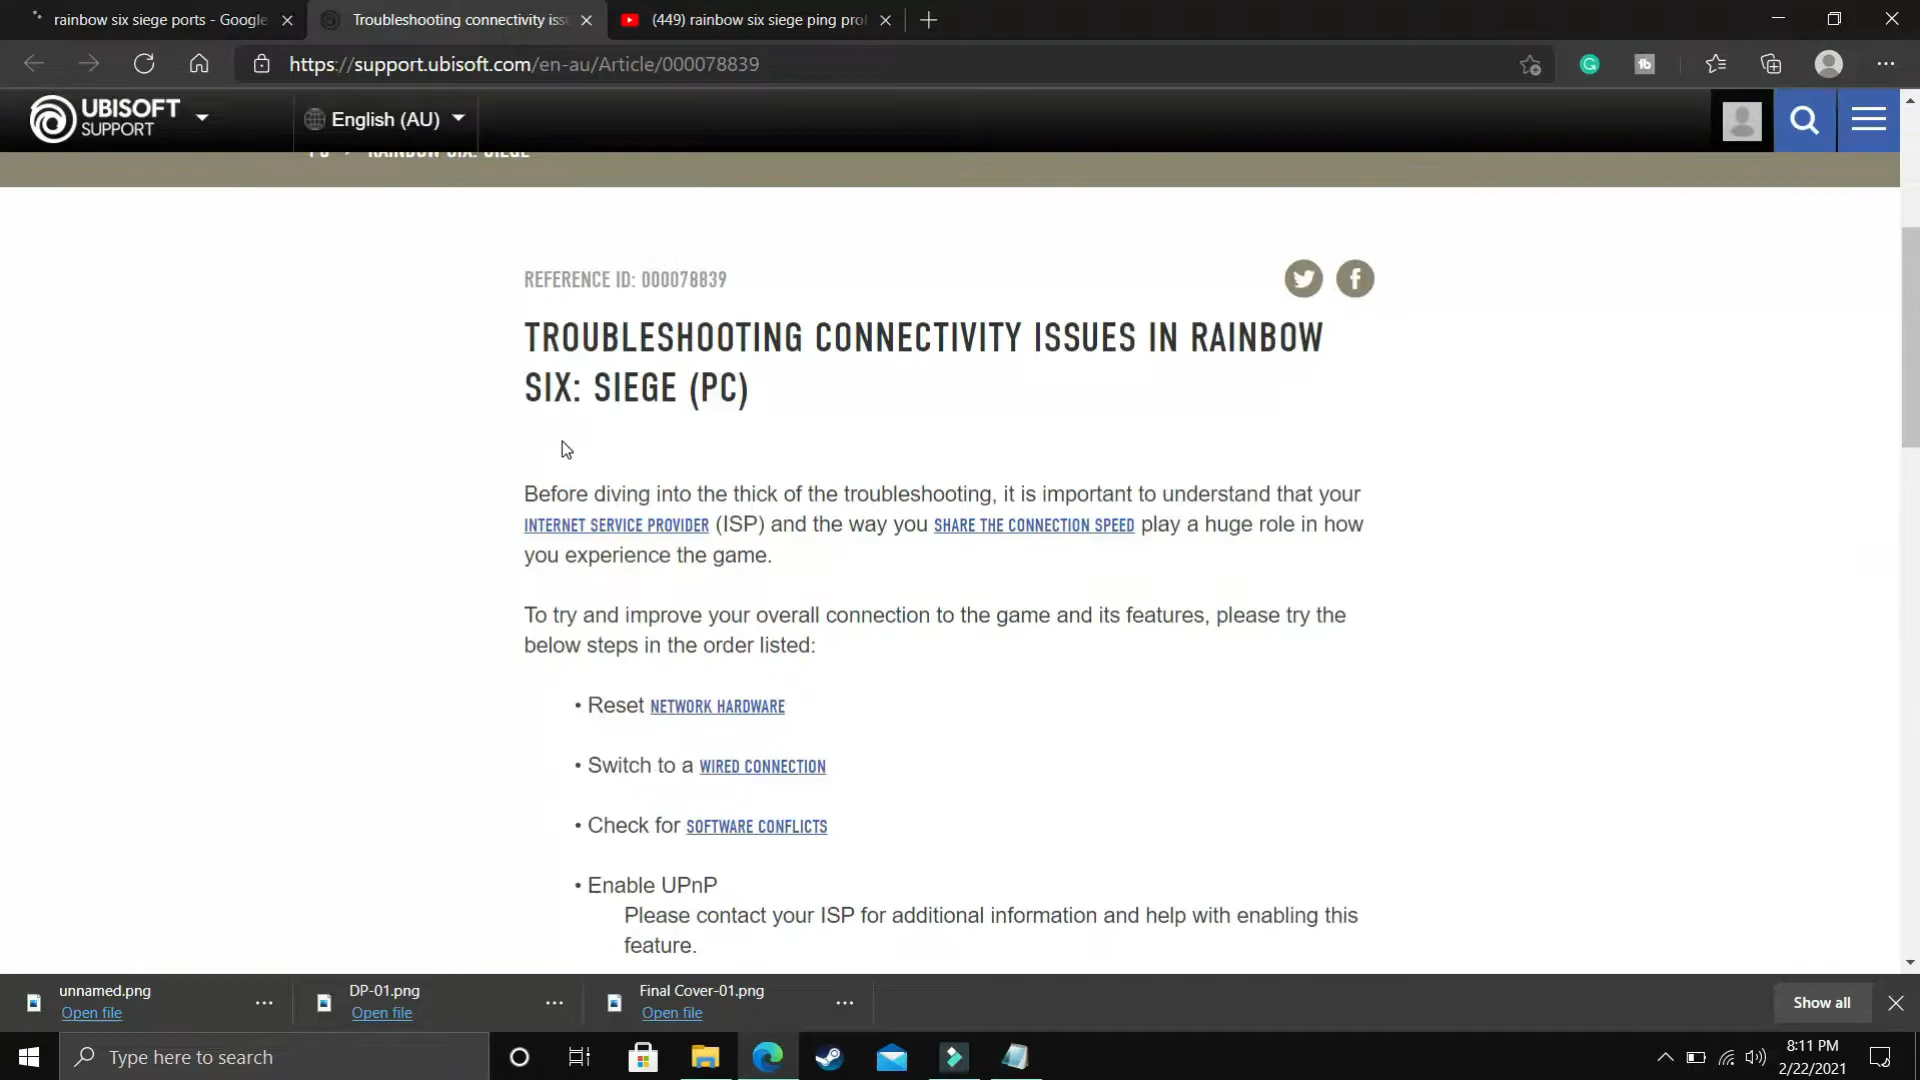 rainbow six siege ports - Google
Troubleshooting connectivity iss
(449) rainbow six siege ping prol
https://support.ubisoft.com/en-au/Article/000078839
UBISOFT
SUPPORT
English (AU)
PC > RAINBOW SIX: SIEGE
REFERENCE ID: 000078839
TROUBLESHOOTING CONNECTIVITY ISSUES IN RAINBOW
SIX: SIEGE (PC)
Before diving into the thick of the troubleshooting, it is important to understand that your
INTERNET SERVICE PROVIDER (ISP) and the way you SHARE THE CONNECTION SPEED play a huge role in how
you experience the game.
To try and improve your overall connection to the game and its features, please try the
below steps in the order listed:
• Reset NETWORK HARDWARE
• Switch to a WIRED CONNECTION
• Check for SOFTWARE CONFLICTS
• Enable UPnP
Please contact your ISP for additional information and help with enabling this
feature.
unnamed.png
Open file
DP-01.png
Open file
Final Cover-01.png
Open file
Show all
Type here to search
8:11 PM
2/22/2021